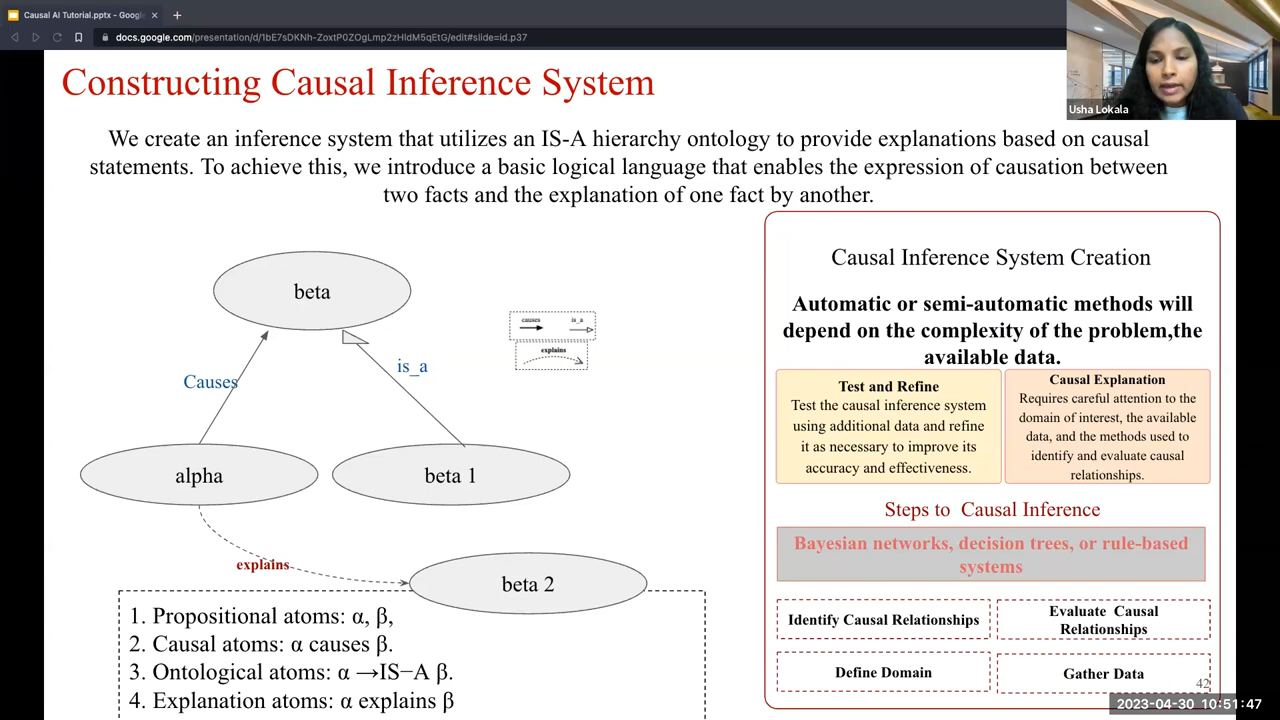 Causal AI Tutorial.pptx - Google
docs.google.com/presentation/d/1bE7sDKNh-ZoxtP0ZOgLmp2zHldM5qEtG/edit#slide=id.p37
Usha Lokala
Constructing Causal Inference System
We create an inference system that utilizes an IS-A hierarchy ontology to provide explanations based on causal
statements. To achieve this, we introduce a basic logical language that enables the expression of causation between
two facts and the explanation of one fact by another.
beta
Causes
is_a
alpha
beta 1
explains
beta 2
causes
is_a
explains
1. Propositional atoms: α, β,
2. Causal atoms: α causes β.
3. Ontological atoms: α →IS−A β.
4. Explanation atoms: α explains β
Causal Inference System Creation
Automatic or semi-automatic methods will
depend on the complexity of the problem,the
available data.
Test and Refine
Test the causal inference system
using additional data and refine
it as necessary to improve its
accuracy and effectiveness.
Causal Explanation
Requires careful attention to the
domain of interest, the available
data, and the methods used to
identify and evaluate causal
relationships.
Steps to Causal Inference
Bayesian networks, decision trees, or rule-based
systems
Identify Causal Relationships
Evaluate Causal
Relationships
Define Domain
Gather Data
42
2023-04-30 10:51:47